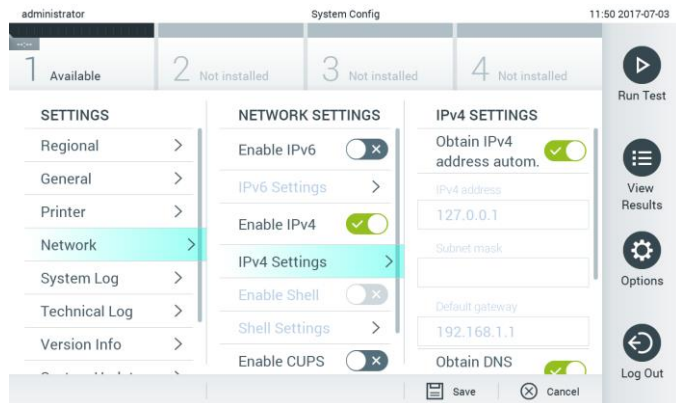 administrator
System Config
11:50 2017-07-03
1 Available
2 Not installed
3 Not installed
4 Not installed
Run Test
View
Results
Options
Log Out
SETTINGS
Regional
General
Printer
Network
System Log
Technical Log
Version Info
NETWORK SETTINGS
Enable IPv6
IPv6 Settings
Enable IPv4
IPv4 Settings
Enable Shell
Shell Settings
Enable CUPS
IPv4 SETTINGS
Obtain IPv4
address autom.
IPv4 address
127.0.0.1
Subnet mask
Default gateway
192.168.1.1
Obtain DNS
Save
Cancel